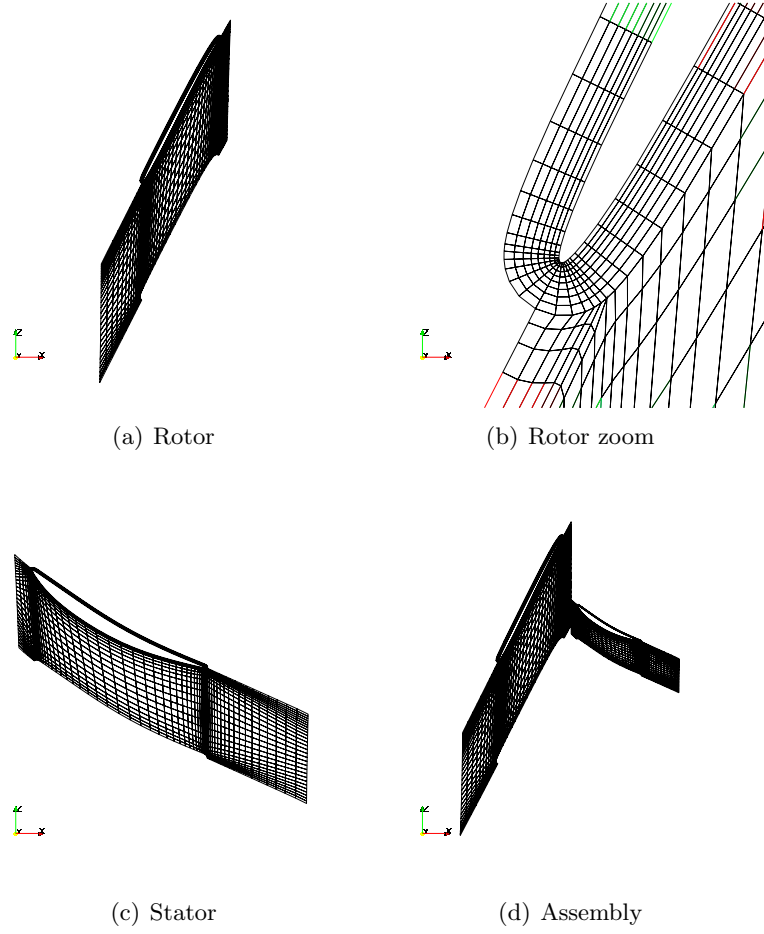 Z
Y X
Z
Y X
(a) Rotor
(b) Rotor zoom
Z
Y X
Z
Y X
(c) Stator
(d) Assembly